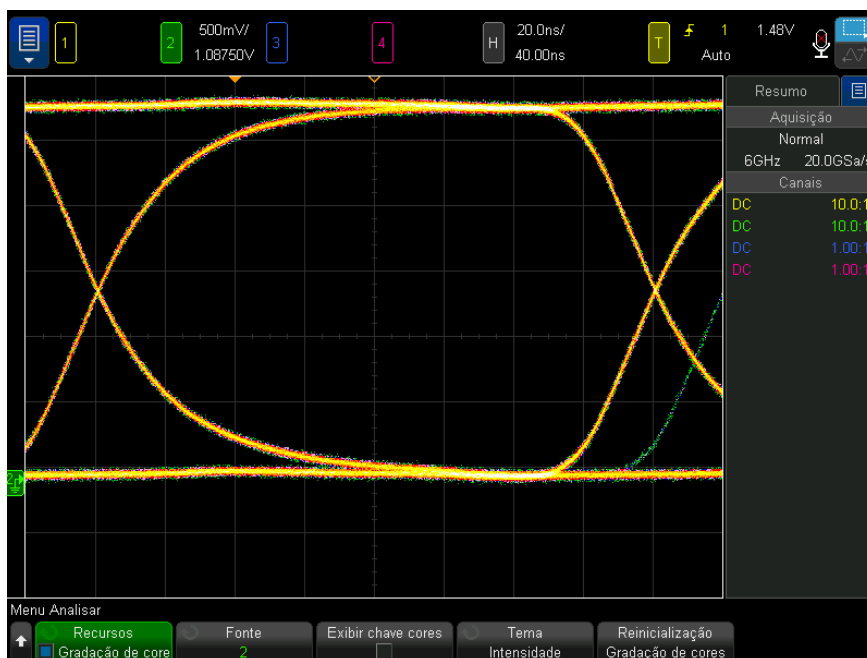 1
2
500mV/
1.08750V
3
4
H
20.0ns/
40.00ns
T
1
1.48V
Auto
Resumo
Aquisição
Normal
6GHz 20.0GSa/s
Canais
DC 10.0:1
DC 10.0:1
DC 1.00:1
DC 1.00:1
2
Menu Analisar
Recursos
Gradação de core
Fonte
2
Exibir chave cores
Tema
Intensidade
Reinicialização
Gradação de cores